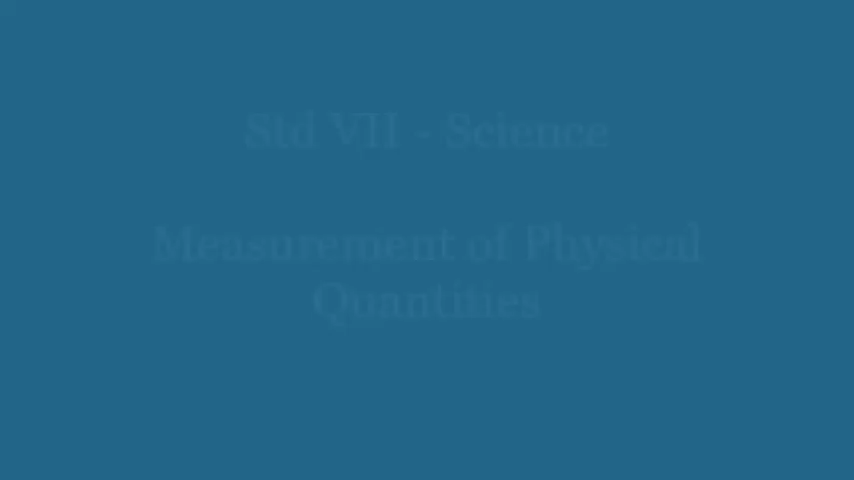 Std VII - Science
Measurement of Physical
Quantities